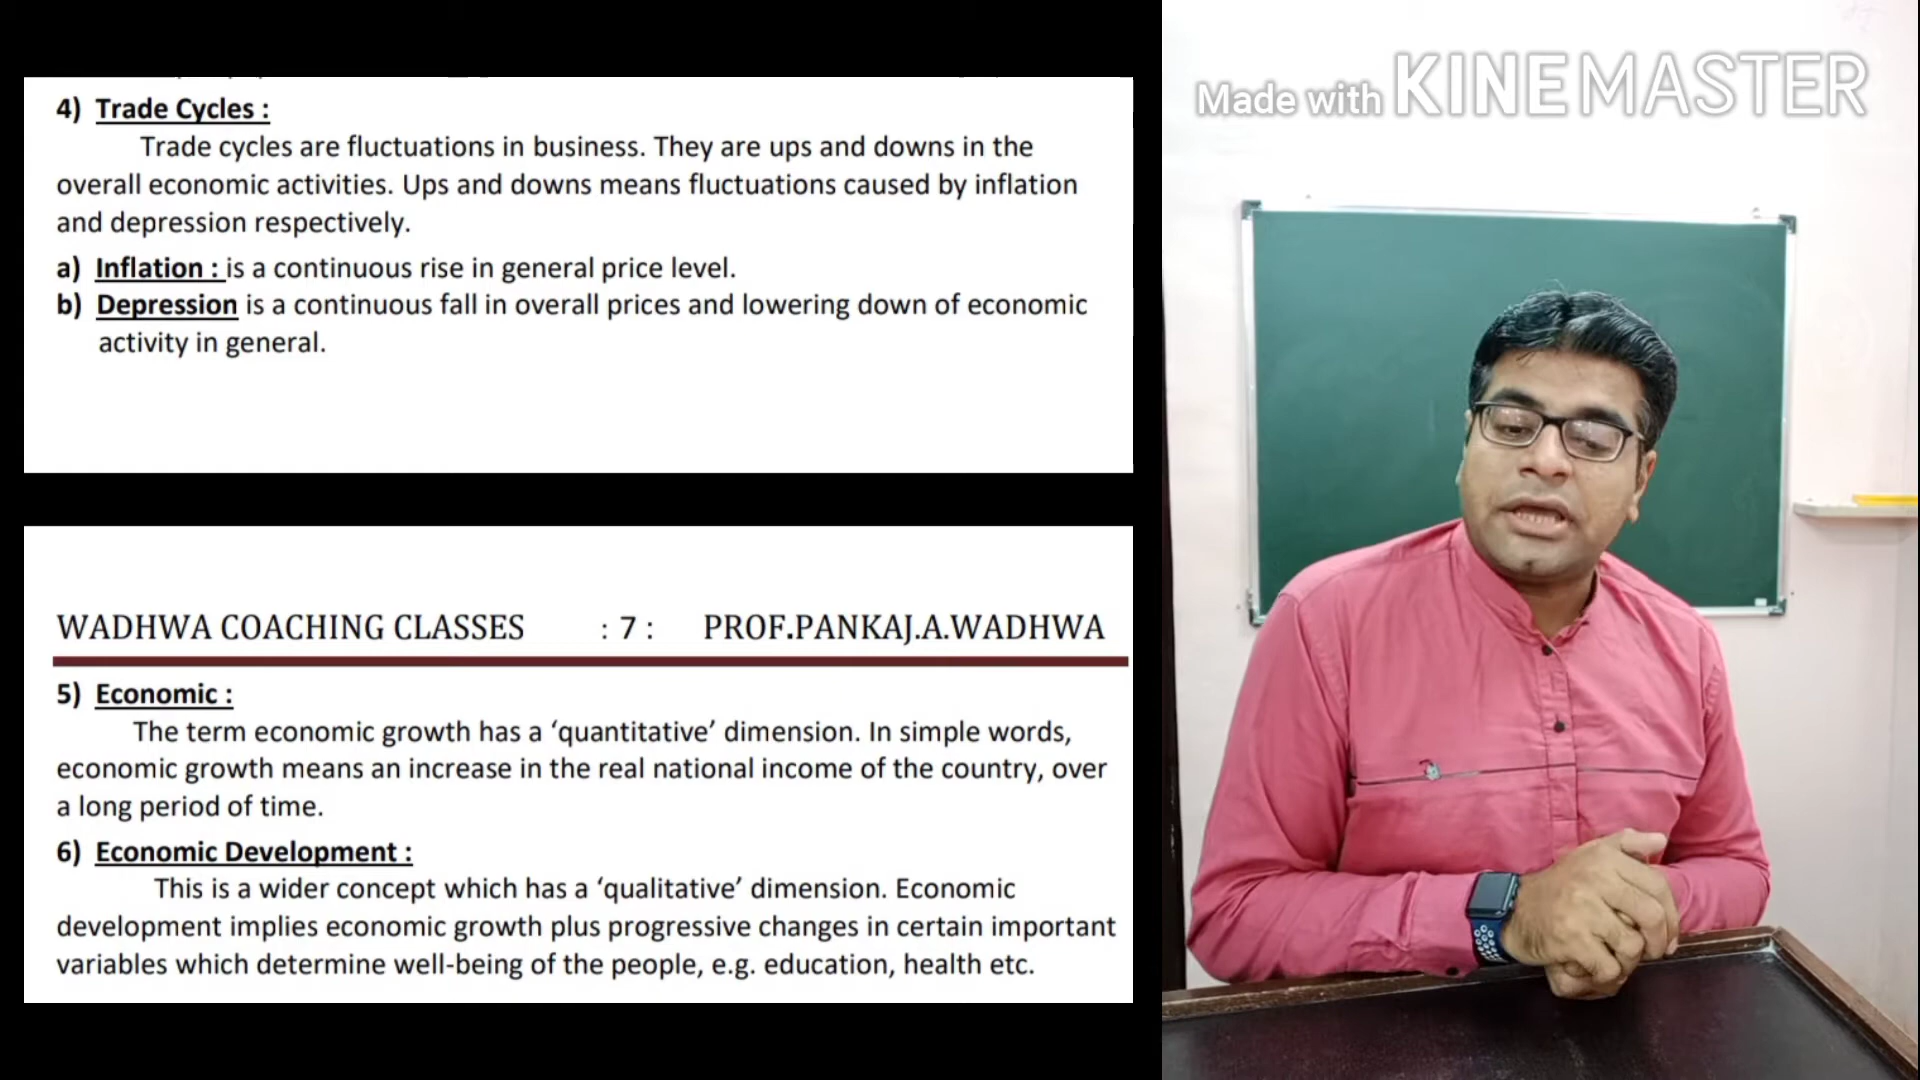 4) Trade Cycles :
Trade cycles are fluctuations in business. They are ups and downs in the
overall economic activities. Ups and downs means fluctuations caused by inflation
and depression respectively.
a) Inflation : is a continuous rise in general price level.
b) Depression is a continuous fall in overall prices and lowering down of economic
activity in general.
WADHWA COACHING CLASSES : 7 : PROF.PANKAJ.A.WADHWA
5) Economic :
The term economic growth has a ‘quantitative’ dimension. In simple words,
economic growth means an increase in the real national income of the country, over
a long period of time.
6) Economic Development :
This is a wider concept which has a ‘qualitative’ dimension. Economic
development implies economic growth plus progressive changes in certain important
variables which determine well-being of the people, e.g. education, health etc.
Made with KINEMASTER